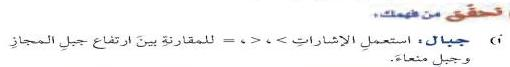 تحقق من فهمك:
أ) جبال: استعمل الإشارات > ، < ، = للمقارنة بين ارتفاع جبل المجاز
وجبل منعاء.